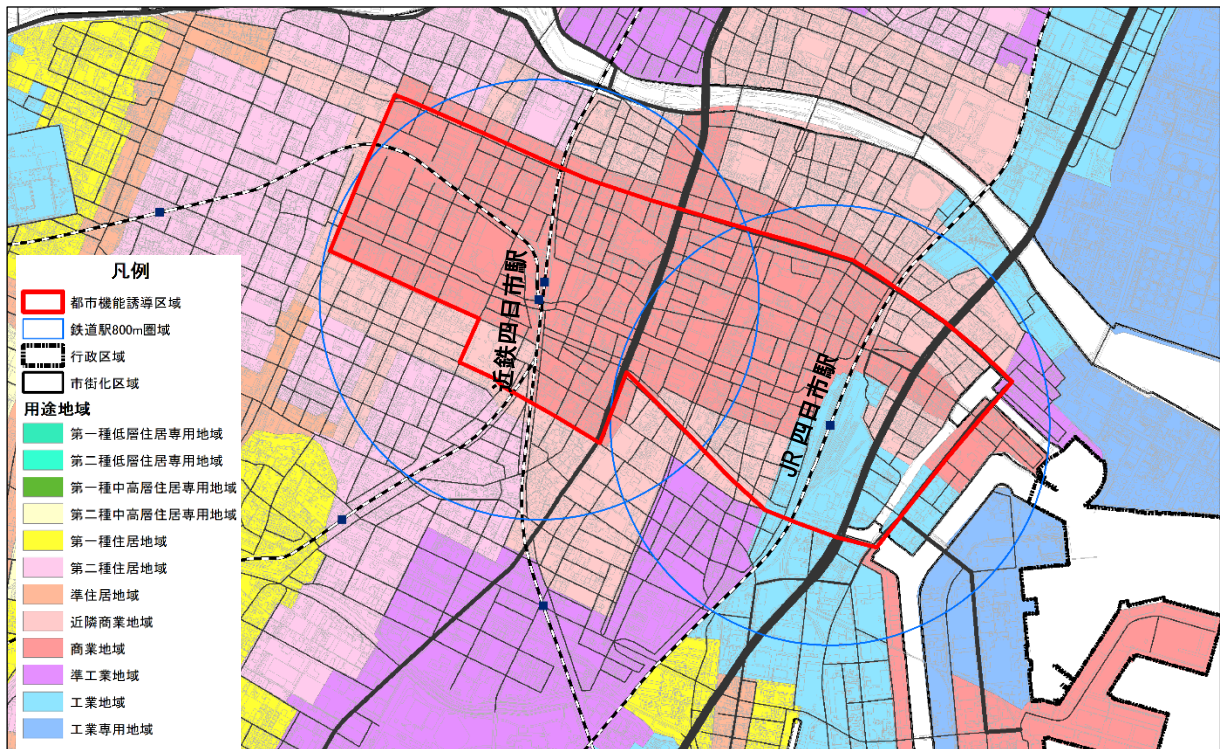 近鉄四日市駅
JR 四日市駅
凡例
都市機能誘導区域
鉄道駅800m圏域
行政区域
市街化区域
用途地域
第一種低層住居専用地域
第二種低層住居専用地域
第一種中高層住居専用地域
第二種中高層住居専用地域
第一種住居地域
第二種住居地域
準住居地域
近隣商業地域
商業地域
準工業地域
工業地域
工業専用地域